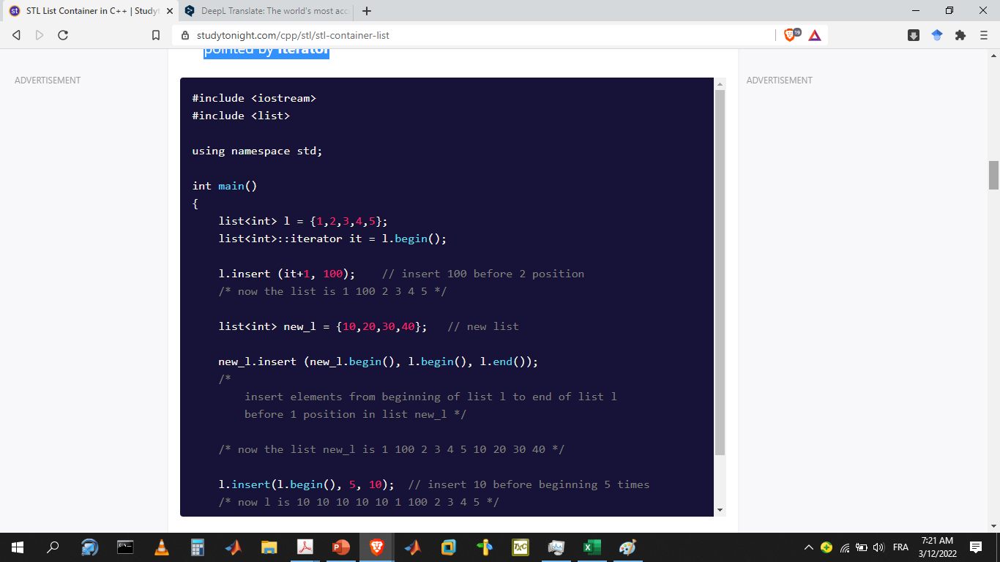 STL List Container in C++ | Study
DeepL Translate: The world's most acc
studytonight.com/cpp/stl/stl-container-list
19
pointed by iterator
ADVERTISEMENT
ADVERTISEMENT
#include <iostream>
#include <list>
using namespace std;
int main()
{
list<int> l = {1,2,3,4,5};
list<int>::iterator it = l.begin();
l.insert (it+1, 100);    // insert 100 before 2 position
/* now the list is 1 100 2 3 4 5 */
list<int> new_l = {10,20,30,40};   // new list
new_l.insert (new_l.begin(), l.begin(), l.end());
/*
insert elements from beginning of list l to end of list l
before 1 position in list new_l */
/* now the list new_l is 1 100 2 3 4 5 10 20 30 40 */
l.insert(l.begin(), 5, 10);  // insert 10 before beginning 5 times
/* now l is 10 10 10 10 10 1 100 2 3 4 5 */
TXC
FRA
7:21 AM
3/12/2022